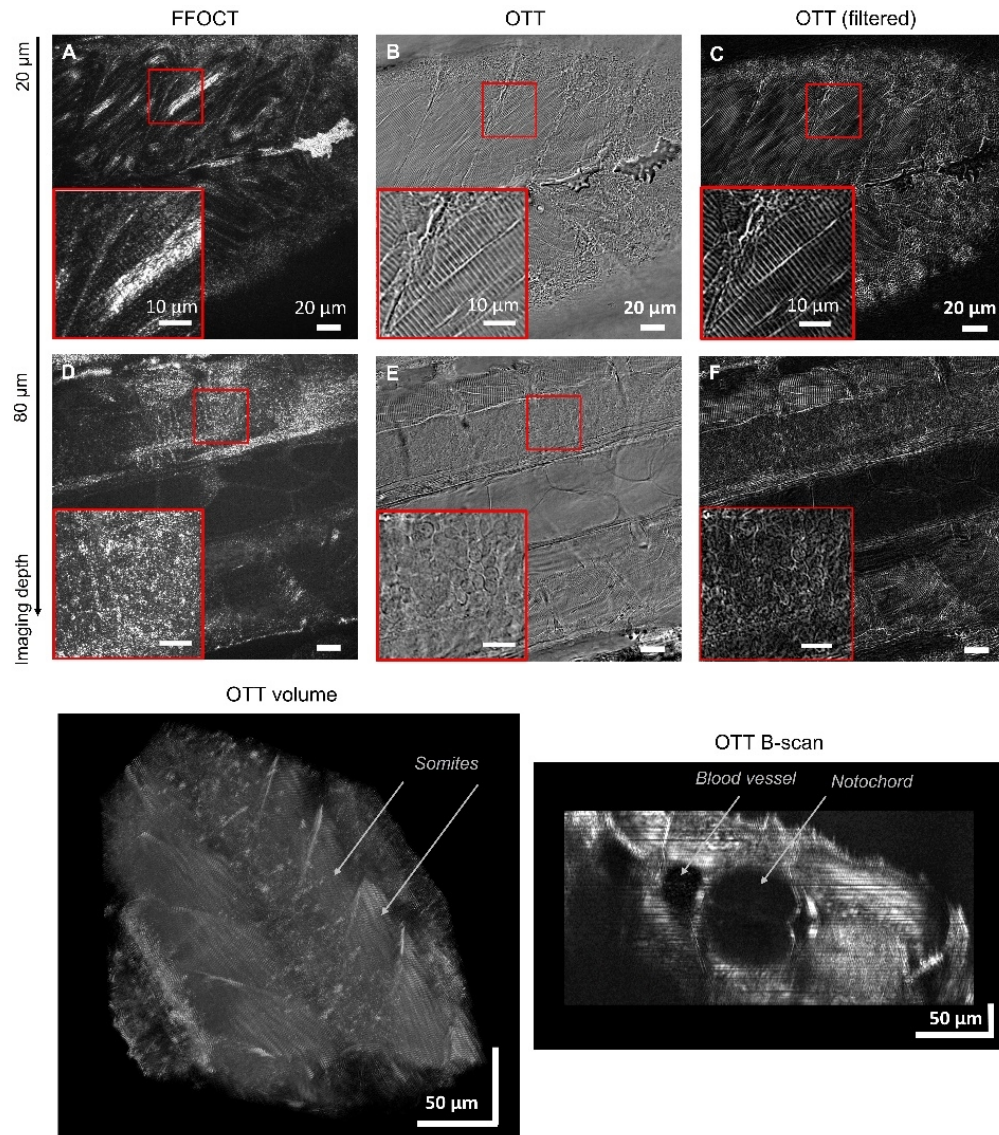 FFOCT
OTT
OTT (filtered)
20 µm
A
B
C
10 µm
20 µm
10 µm
20 µm
10 µm
20 µm
80 µm
D
E
F
Imaging depth
OTT volume
Somites
50 µm
OTT B-scan
Blood vessel
Notochord
50 µm